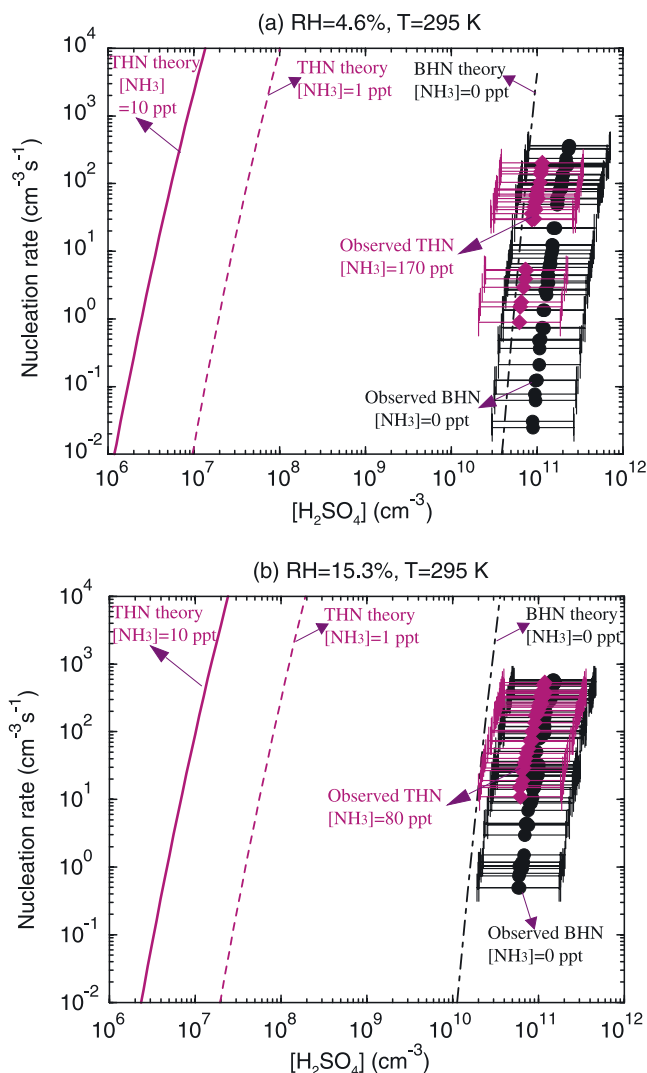 (a) RH=4.6%, T=295 K
10⁴
10³
10²
10¹
10⁰
10⁻¹
10⁻²
Nucleation rate (cm⁻³s⁻¹)
THN theory
[NH₃]
=10 ppt
THN theory
[NH₃]=1 ppt
BHN theory
[NH₃]=0 ppt
Observed THN
[NH₃]=170 ppt
Observed BHN
[NH₃]=0 ppt
10⁶ 10⁷ 10⁸ 10⁹ 10¹⁰ 10¹¹ 10¹²
[H₂SO₄] (cm⁻³)
(b) RH=15.3%, T=295 K
10⁴
10³
10²
10¹
10⁰
10⁻¹
10⁻²
Nucleation rate (cm⁻³s⁻¹)
THN theory
[NH₃]=10 ppt
THN theory
[NH₃]=1 ppt
BHN theory
[NH₃]=0 ppt
Observed THN
[NH₃]=80 ppt
Observed BHN
[NH₃]=0 ppt
10⁶ 10⁷ 10⁸ 10⁹ 10¹⁰ 10¹¹ 10¹²
[H₂SO₄] (cm⁻³)